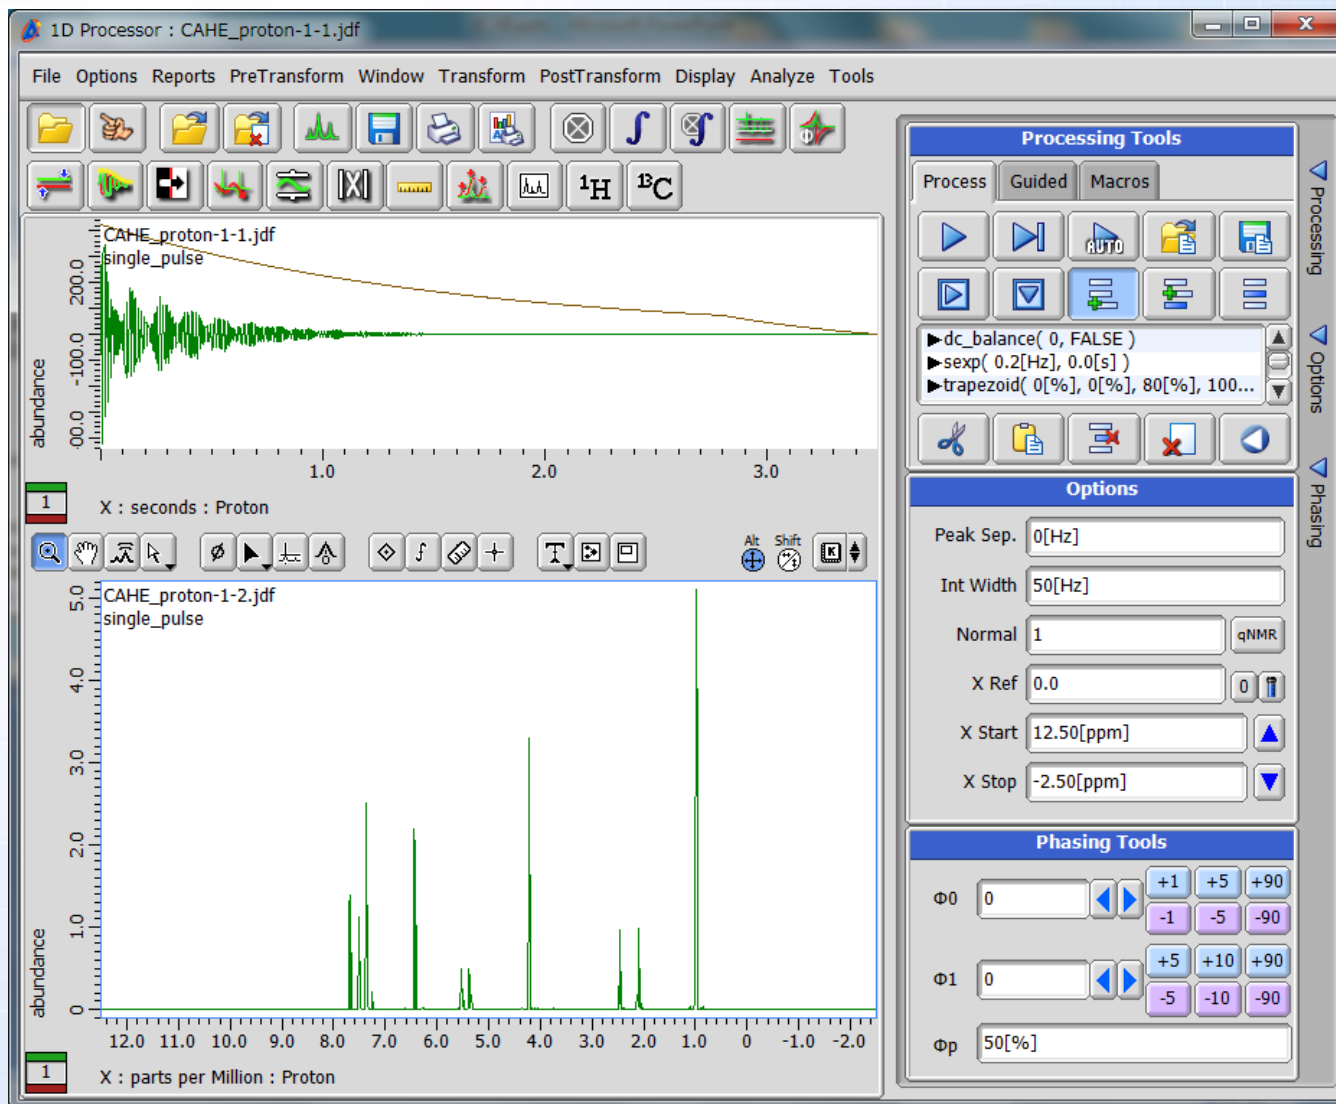 1D Processor : CAHE_proton-1-1.jdf
File Options Reports PreTransform Window Transform PostTransform Display Analyze Tools
1H 13C
CAHE_proton-1-1.jdf
single_pulse
abundance
200.0
-100.0
00.0
1.0 2.0 3.0
1
X : seconds : Proton
Alt Shift
K
CAHE_proton-1-2.jdf
single_pulse
abundance
5.0
4.0
3.0
2.0
1.0
0
12.0 11.0 10.0 9.0 8.0 7.0 6.0 5.0 4.0 3.0 2.0 1.0 0 -1.0 -2.0
1
X : parts per Million : Proton
Processing Tools
Process Guided Macros
AUTO
dc_balance( 0, FALSE )
sexp( 0.2[Hz], 0.0[s] )
trapezoid( 0[%], 0[%], 80[%], 100...
Options
Peak Sep. 0[Hz]
Int Width 50[Hz]
Normal 1 qNMR
X Ref 0.0 0
X Start 12.50[ppm]
X Stop -2.50[ppm]
Phasing Tools
Φ0 0 +1 +5 +90
-1 -5 -90
Φ1 0 +5 +10 +90
-5 -10 -90
Φp 50[%]
Processing
Options
Phasing